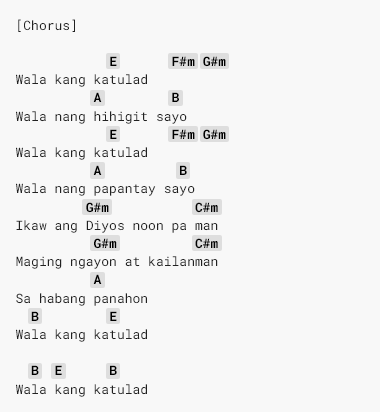 [Chorus]
E F#m G#m
Wala kang katulad
A B
Wala nang hihigit sayo
E F#m G#m
Wala kang katulad
A B
Wala nang papantay sayo
G#m C#m
Ikaw ang Diyos noon pa man
G#m C#m
Maging ngayon at kailanman
A
Sa habang panahon
B E
Wala kang katulad
B E B
Wala kang katulad